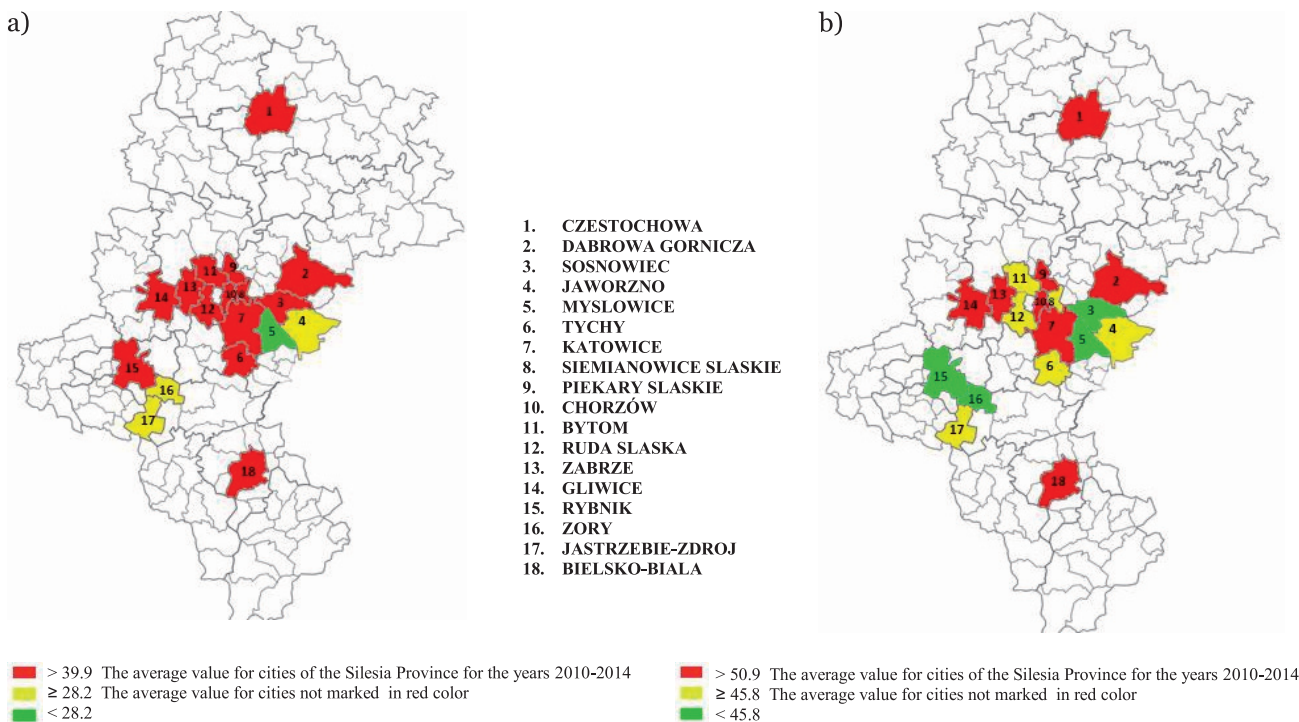 a)
b)
1
11
9
2
13
10
8
14
12
3
7
4
5
6
15
16
17
18
1. CZESTOCHOWA
2. DABROWA GORNICZA
3. SOSNOWIEC
4. JAWORZNO
5. MYSLOWICE
6. TYCHY
7. KATOWICE
8. SIEMIANOWICE SLASKIE
9. PIEKARY SLASKIE
10. CHORZÓW
11. BYTOM
12. RUDA SLASKA
13. ZABRZE
14. GLIWICE
15. RYBNIK
16. ZORY
17. JASTRZEBIE-ZDROJ
18. BIELSKO-BIALA
1
11
9
2
13
10
8
14
12
3
7
4
5
6
15
16
17
18
> 39.9 The average value for cities of the Silesia Province for the years 2010-2014
≥ 28.2 The average value for cities not marked in red color
< 28.2
> 50.9 The average value for cities of the Silesia Province for the years 2010-2014
≥ 45.8 The average value for cities not marked in red color
< 45.8